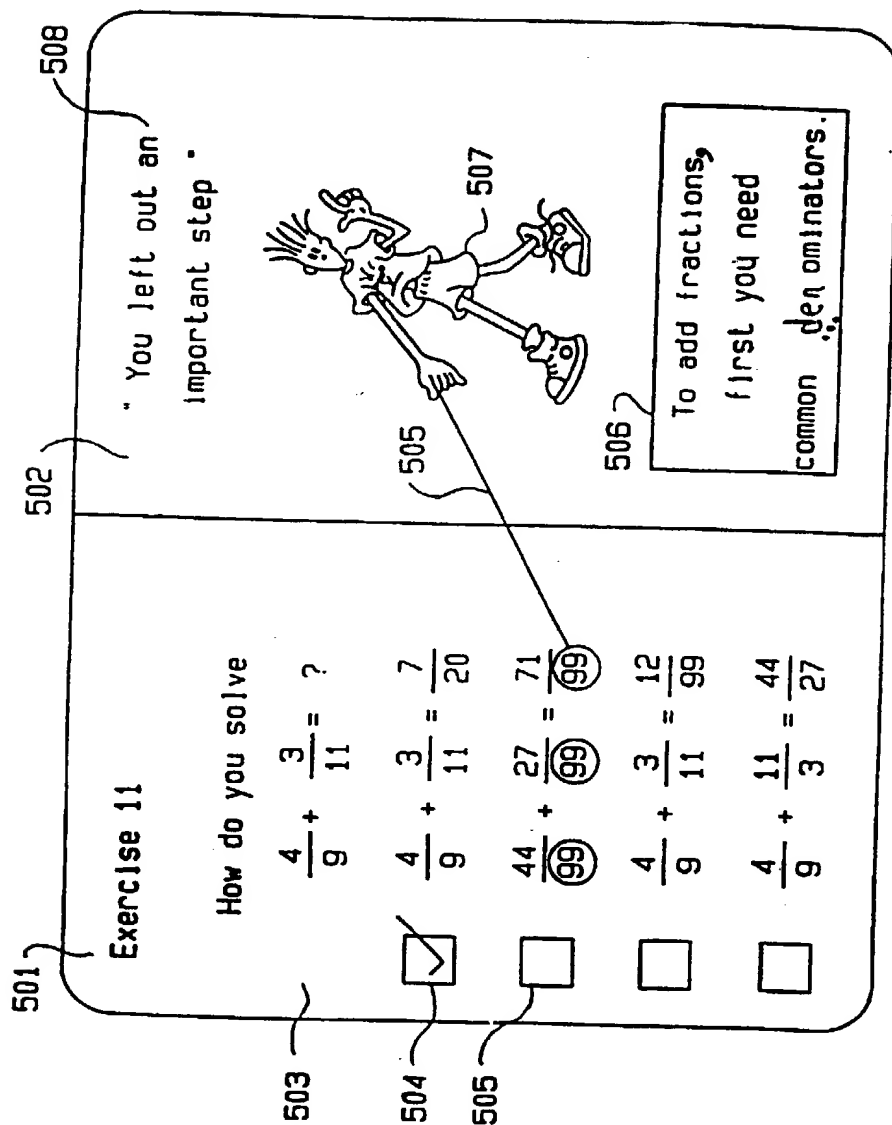 501
502
508
Exercise 11
" You left out an
important step "
How do you solve
503
4/9 + 3/11 = ?
504
4/9 + 3/11 = 7/20
505
44/99 + 27/99 = 71/99
4/9 + 3/11 = 12/99
4/9 + 11/3 = 44/27
505
507
506
To add fractions,
first you need
common den ominators.